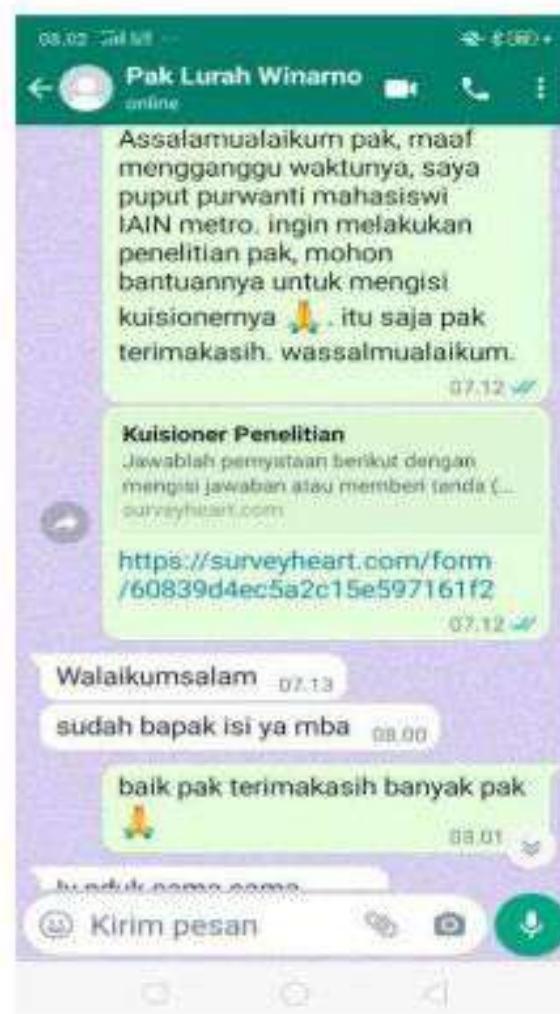 08.02
Pak Lurah Winarno
online
Assalamualaikum pak, maaf
mengganggu waktunya, saya
puput purwanti mahasiswi
IAIN metro. ingin melakukan
penelitian pak, mohon
bantuannya untuk mengisi
kuisionernya 🙏 . itu saja pak
terimakasih. wassalmualaikum.
07.12
Kuisioner Penelitian
Jawablah pernyataan berikut dengan
mengisi jawaban atau memberi tanda (...
surveyheart.com
https://surveyheart.com/form
/60839d4ec5a2c15e597161f2
07.12
Walaikumsalam 07.13
sudah bapak isi ya mba 08.00
baik pak terimakasih banyak pak
🙏
08.01
Kirim pesan